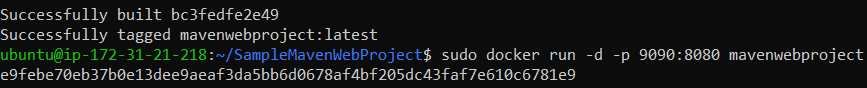 Successfully built bc3fedfe2e49
Successfully tagged mavenwebproject:latest
ubuntu@ip-172-31-21-218:~/SampleMavenWebProject$ sudo docker run -d -p 9090:8080 mavenwebproject
e9febe70eb37b0e13dee9aeaf3da5bb6d0678af4bf205dc43faf7e610c6781e9